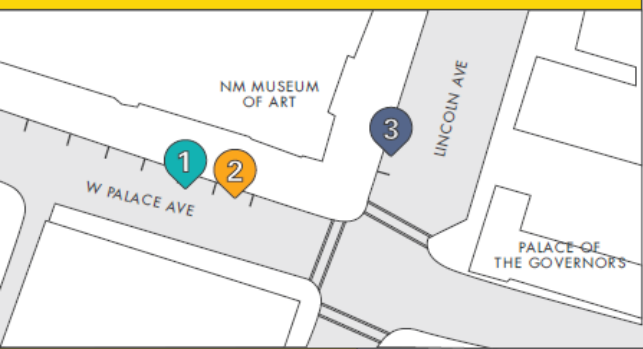 NM MUSEUM
OF ART
LINCOLN AVE
3
1
2
W PALACE AVE
PALACE OF
THE GOVERNORS